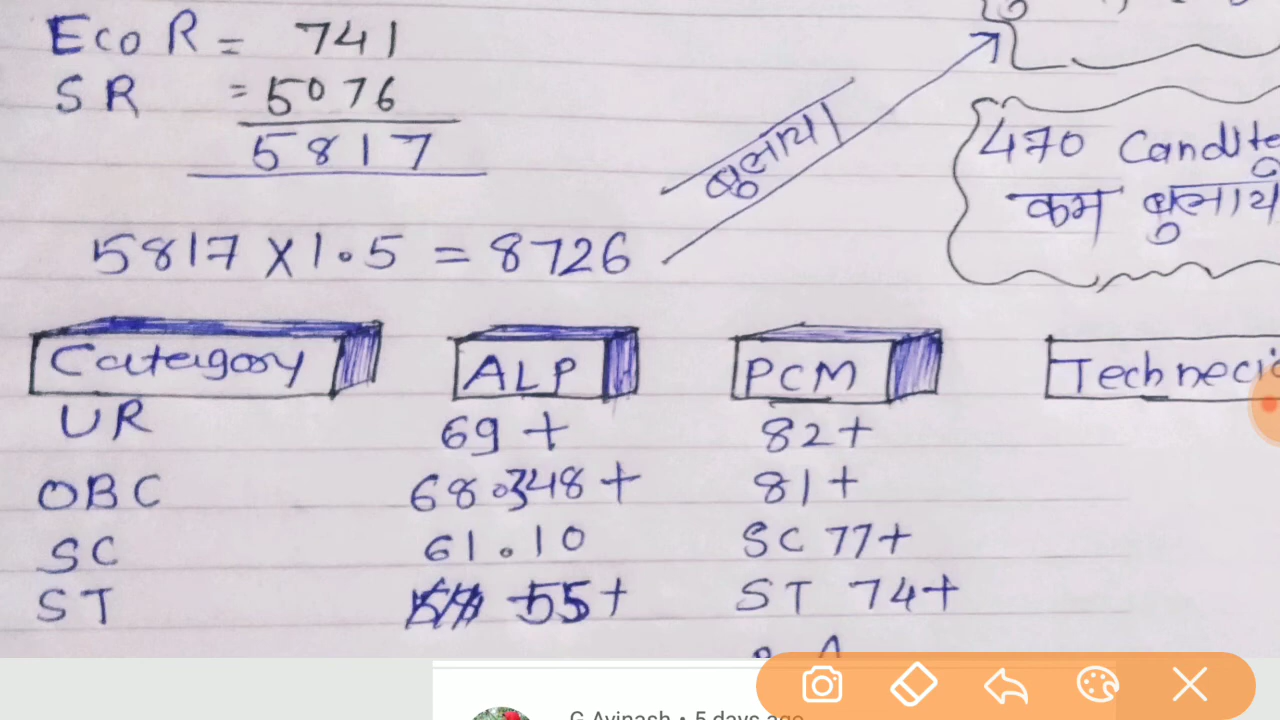 Eco R = 741
SR = 5076
5817
बुलाया
470 Candite
कम बुलाय
5817 X 1.5 = 8726
Category ALP PCM Technecia
UR 69 + 82+
OBC 68.348 + 81+
SC 61.10 SC 77+
ST 55+ ST 74+
G Avinash • 5 days ago